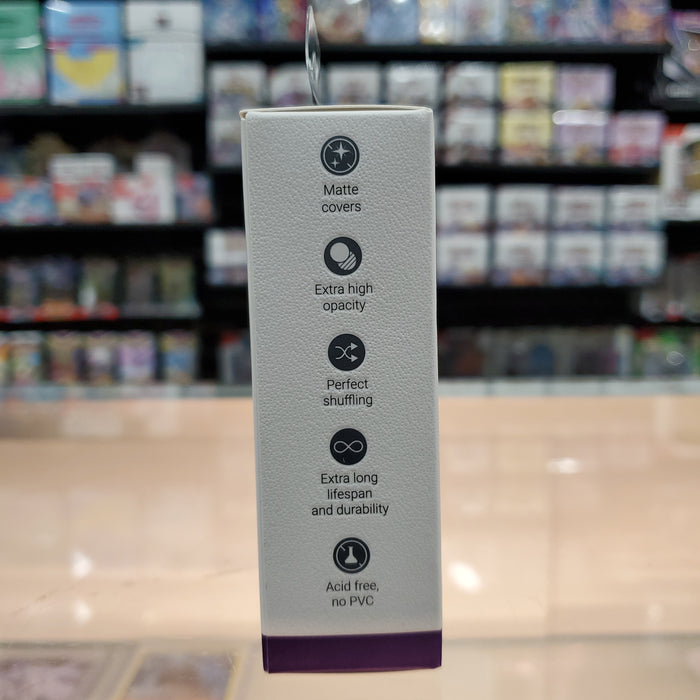 Matte
covers
Extra high
opacity
Perfect
shuffling
Extra long
lifespan
and durability
Acid free,
no PVC